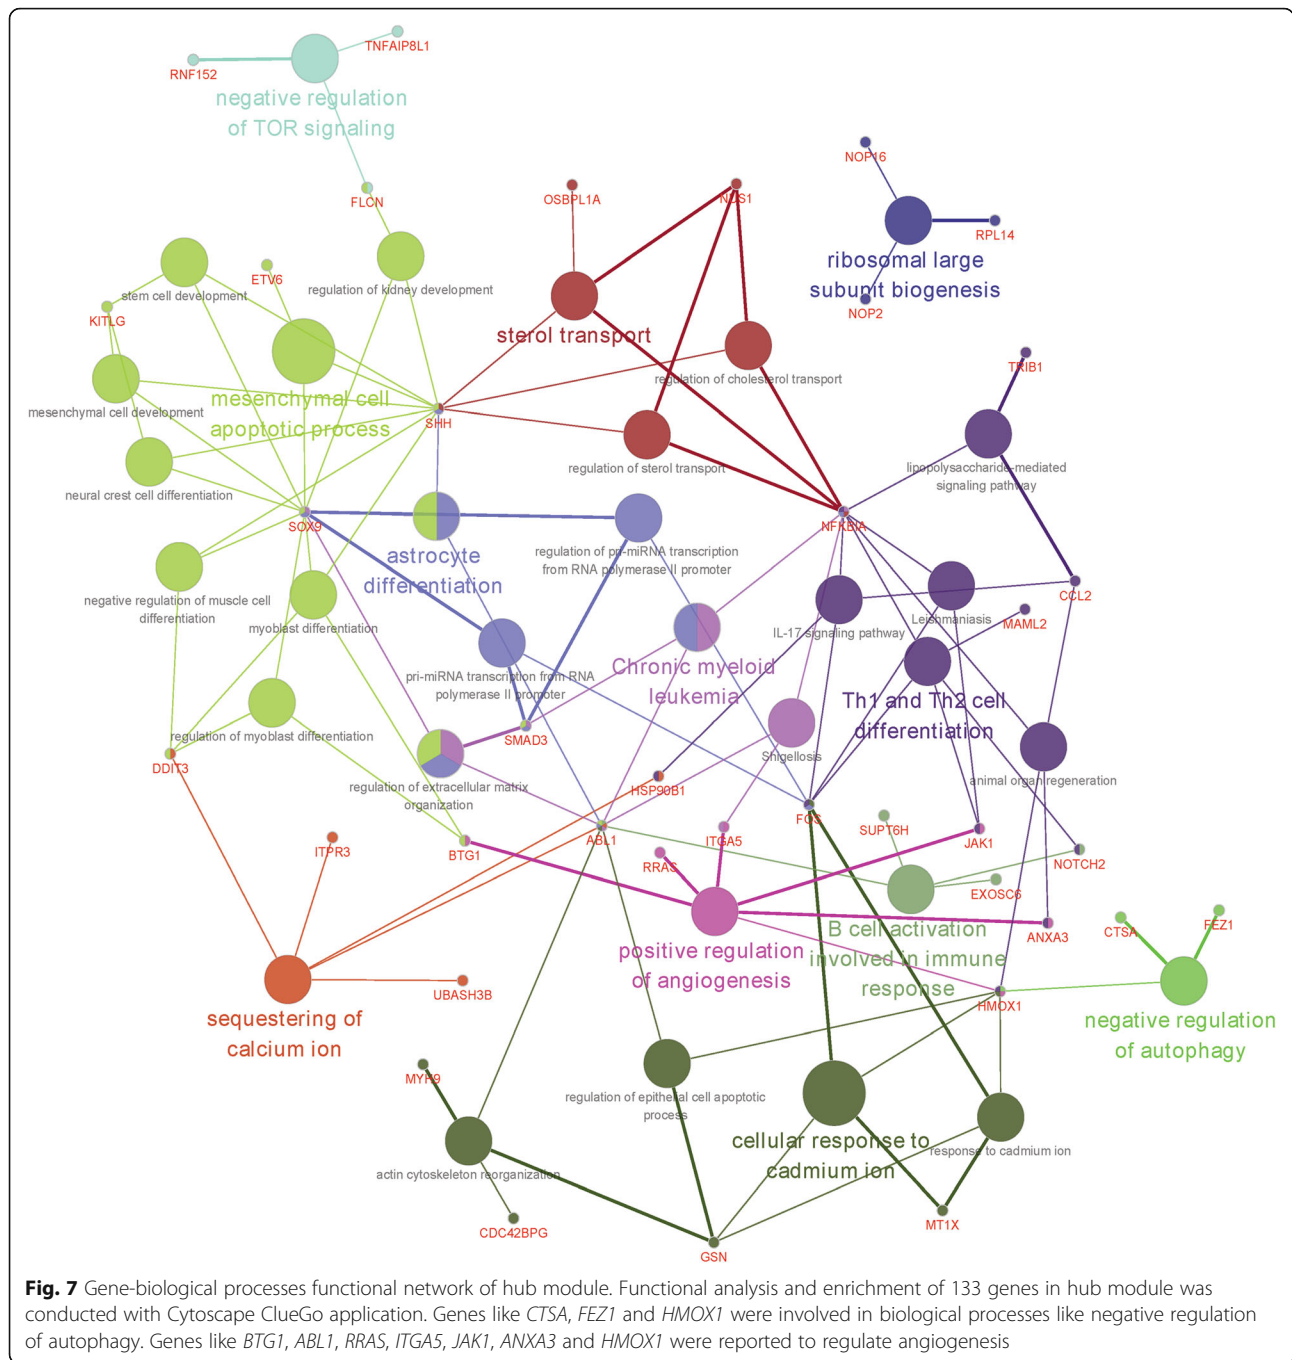 TNFAIP8L1
RNF152
negative regulation
of TOR signaling
FLCN
NOP16
OSBPL1A
NUS1
RPL14
ribosomal large
subunit biogenesis
NOP2
ETV6
stem cell development
regulation of kidney development
KITLG
sterol transport
TRIB1
regulation of cholesterol transport
mesenchymal cell
apoptotic process
mesenchymal cell development
SHH
neural crest cell differentiation
regulation of sterol transport
lipopolysaccharide-mediated
signaling pathway
SOX9
NFKBIA
astrocyte
differentiation
regulation of pri-miRNA transcription
from RNA polymerase II promoter
negative regulation of muscle cell
differentiation
myoblast differentiation
CCL2
Leishmaniasis
MAML2
IL-17 signaling pathway
pri-miRNA transcription from RNA
polymerase II promoter
Chronic myeloid
leukemia
Th1 and Th2 cell
differentiation
regulation of myoblast differentiation
SMAD3
Shigellosis
DDIT3
regulation of extracellular matrix
organization
HSP90B1
animal organ regeneration
FOS
SUPT6H
ITPR3
BTG1
ABL1
ITGA5
JAK1
RRAS
NOTCH2
EXOSC6
positive regulation
of angiogenesis
B cell activation
involved in immune
response
ANXA3
CTSA
FEZ1
UBASH3B
HMOX1
sequestering of
calcium ion
negative regulation
of autophagy
MYH9
regulation of epithelial cell apoptotic
process
cellular response to
cadmium ion
response to cadmium ion
actin cytoskeleton reorganization
CDC42BPG
MT1X
GSN
Fig. 7 Gene-biological processes functional network of hub module. Functional analysis and enrichment of 133 genes in hub module was
conducted with Cytoscape ClueGo application. Genes like CTSA, FEZ1 and HMOX1 were involved in biological processes like negative regulation
of autophagy. Genes like BTG1, ABL1, RRAS, ITGA5, JAK1, ANXA3 and HMOX1 were reported to regulate angiogenesis